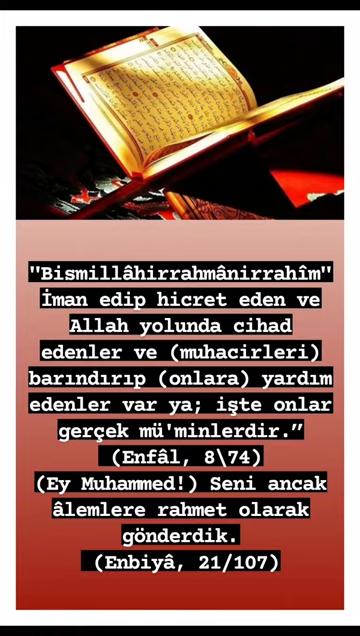 "Bismillâhirrahmânirrahîm"
İman edip hicret eden ve
Allah yolunda cihad
edenler ve (muhacirleri)
barındırıp (onlara) yardım
edenler var ya; işte onlar
gerçek mü'minlerdir.”
(Enfâl, 8\74)
(Ey Muhammed!) Seni ancak
âlemlere rahmet olarak
gönderdik.
(Enbiyâ, 21/107)